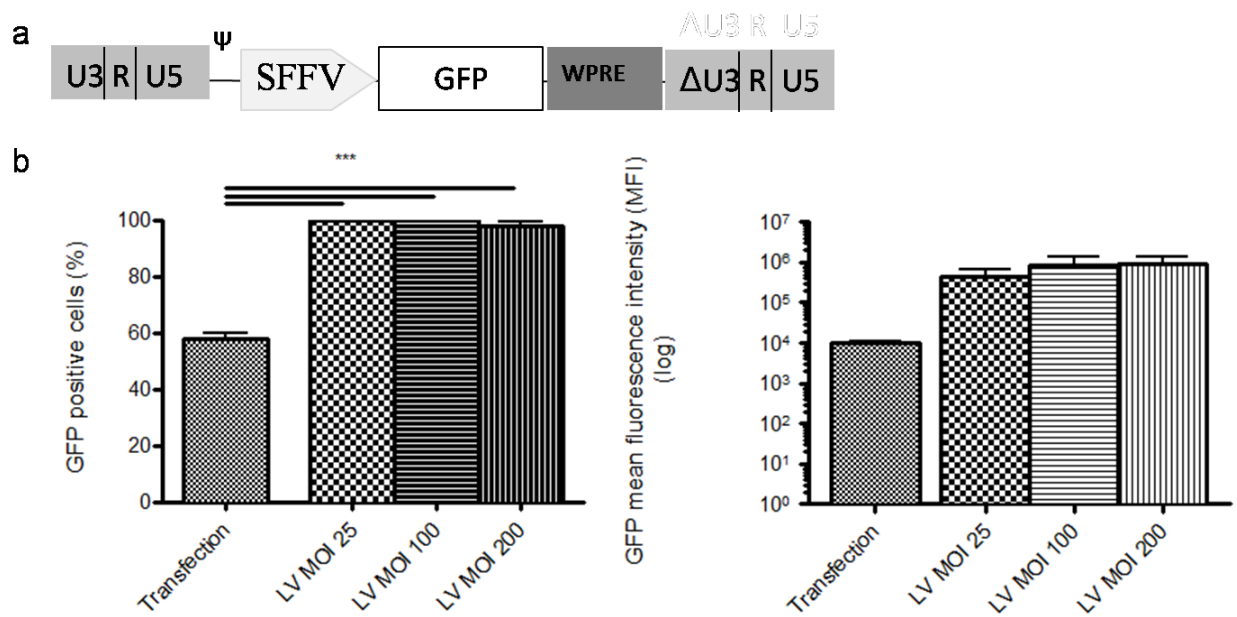 a
ΔU3 R U5
U3 R U5 Ψ SFFV GFP WPRE ΔU3 R U5
b
***
GFP positive cells (%)
100
80
60
40
20
0
Transfection
LV MOI 25
LV MOI 100
LV MOI 200
GFP mean fluorescence intensity (MFI)
(log)
10⁷
10⁶
10⁵
10⁴
10³
10²
10¹
10⁰
Transfection
LV MOI 25
LV MOI 100
LV MOI 200